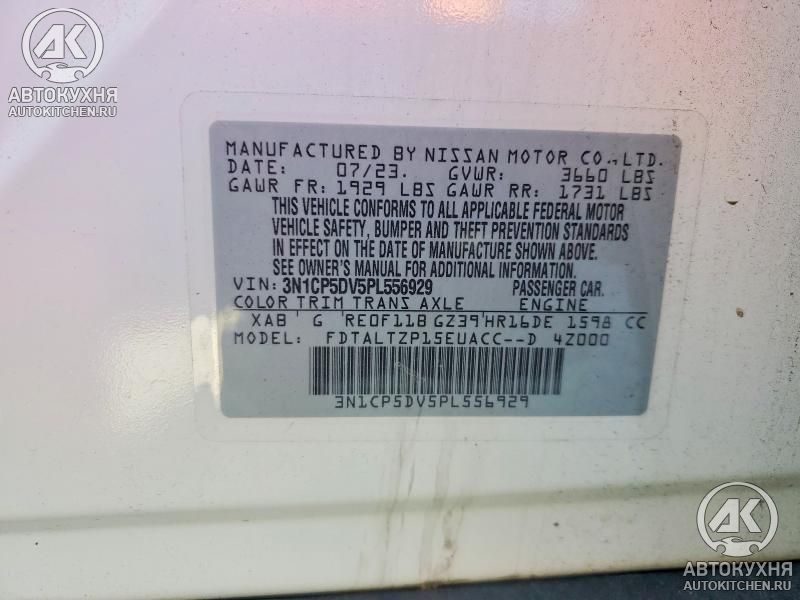 AK
АВТОКУХНЯ
AUTOKITCHEN.RU
MANUFACTURED BY NISSAN MOTOR CO.,LTD.
DATE: 07/23. GVWR: 3660 LBS
GAWR FR: 1929 LBS GAWR RR: 1731 LBS
THIS VEHICLE CONFORMS TO ALL APPLICABLE FEDERAL MOTOR
VEHICLE SAFETY, BUMPER AND THEFT PREVENTION STANDARDS
IN EFFECT ON THE DATE OF MANUFACTURE SHOWN ABOVE.
SEE OWNER'S MANUAL FOR ADDITIONAL INFORMATION.
VIN: 3N1CP5DV5PL556929 PASSENGER CAR.
COLOR TRIM TRANS AXLE ENGINE
XAB G RE0F11B GZ39 HR16DE 1598 CC
MODEL: FDTALTZP15EUACC--D 4Z000
3N1CP5DV5PL556929
AK
АВТОКУХНЯ
AUTOKITCHEN.RU